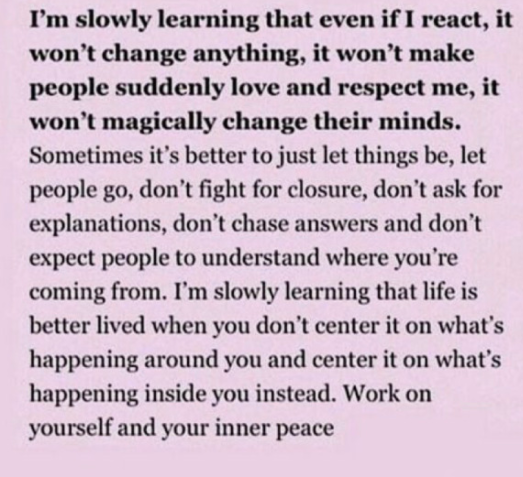 I’m slowly learning that even if I react, it
won’t change anything, it won’t make
people suddenly love and respect me, it
won’t magically change their minds.
Sometimes it’s better to just let things be, let
people go, don’t fight for closure, don’t ask for
explanations, don’t chase answers and don’t
expect people to understand where you’re
coming from. I’m slowly learning that life is
better lived when you don’t center it on what’s
happening around you and center it on what’s
happening inside you instead. Work on
yourself and your inner peace